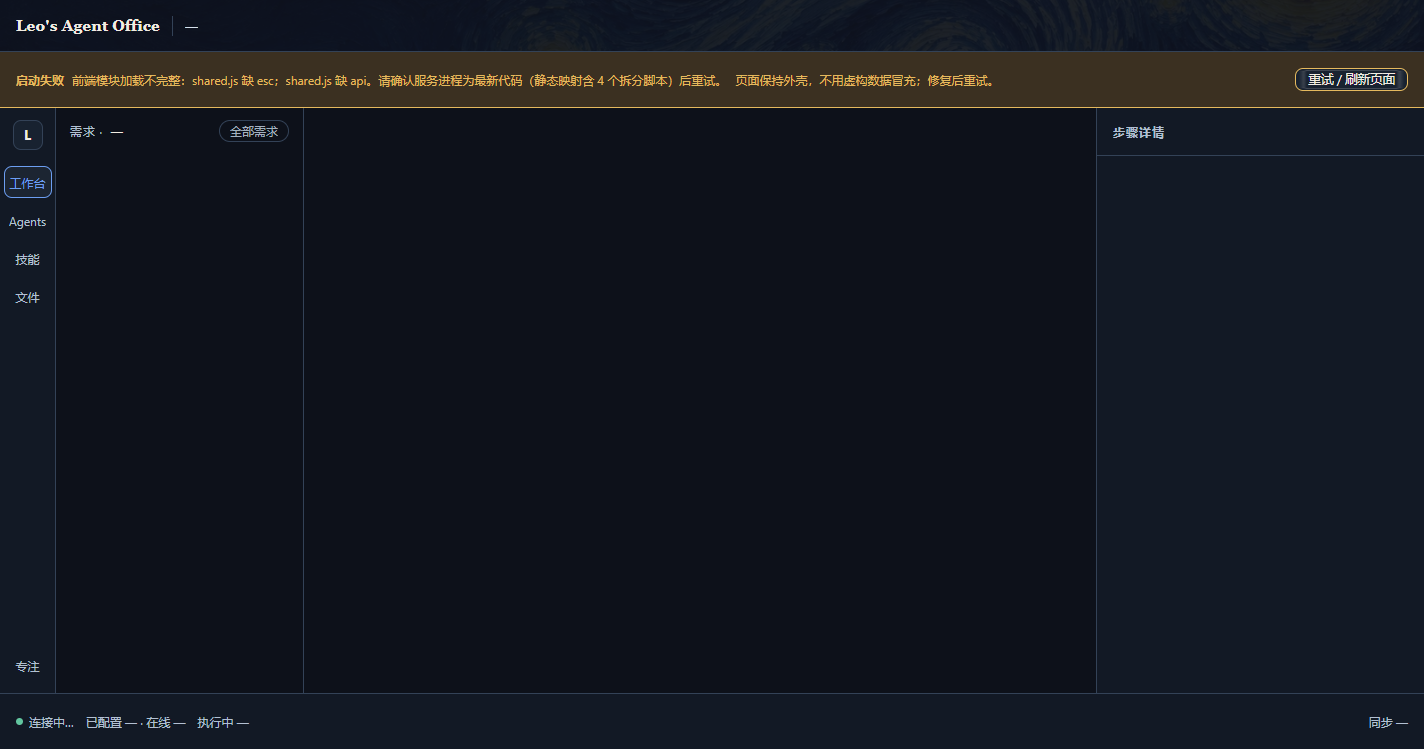 Leo's Agent Office —
启动失败 前端模块加载不完整：shared.js 缺 esc；shared.js 缺 api。请确认服务进程为最新代码（静态映射含 4 个拆分脚本）后重试。 页面保持外壳，不用虚构数据冒充；修复后重试。 重试 / 刷新页面
L
工作台
Agents
技能
文件
专注
需求 · — 全部需求
步骤详情
连接中... 已配置 — · 在线 — 执行中 — 同步 —